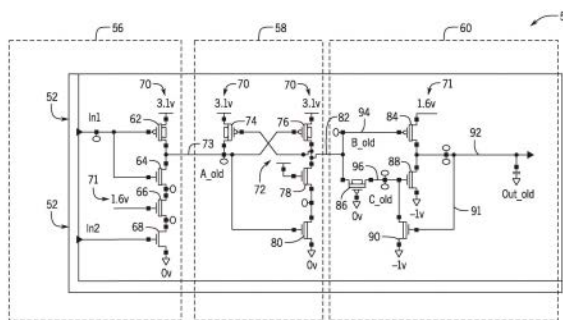 56
58
60
5
52
In1
70
3.1v
62
64
66
71
1.6v
52
In2
68
0v
73
70
3.1v
74
A_old
72
70
3.1v
76
78
80
0v
82
94
B_old
96
C_old
86
0v
71
1.6v
84
88
-1v
90
-1v
92
91
Out_old